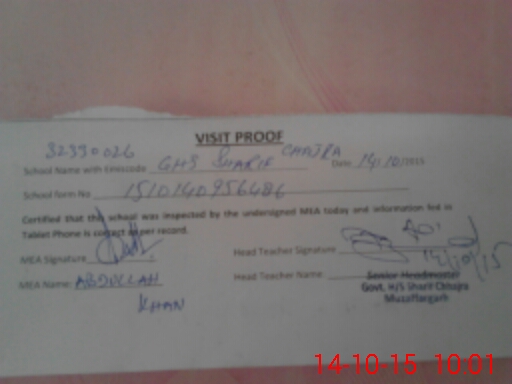 VISIT PROOF
32330026
School Name with EMIScode GHS SHARIF CHAJRA Date 14/10/2015
School form No 1510140956486
Certified that this school was inspected by the undersigned MEA today and information fed in
Tablet Phone is correct as per record.
MEA Signature Head Teacher Signature
14/10/15
MEA Name: ABDULLAH KHAN
Head Teacher Name Senior Headmaster
Govt. H/S Sharif Chhajra
Muzaffargarh
14-10-15 10:01